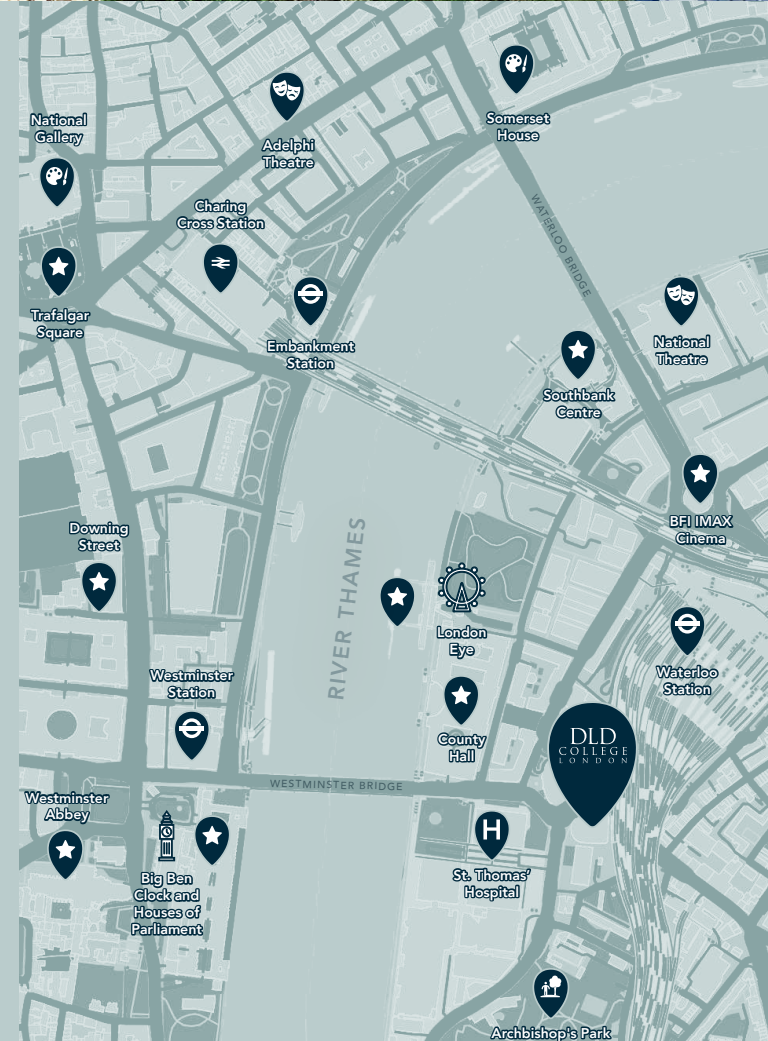 National
Gallery
Adelphi
Theatre
Somerset
House
Charing
Cross Station
Trafalgar
Square
Embankment
Station
WATERLOO BRIDGE
National
Theatre
Southbank
Centre
BFI IMAX
Cinema
Downing
Street
RIVER THAMES
London
Eye
Waterloo
Station
Westminster
Station
County
Hall
DLD
COLLEGE
LONDON
WESTMINSTER BRIDGE
Westminster
Abbey
Big Ben
Clock and
Houses of
Parliament
H
St. Thomas'
Hospital
Archbishop's Park